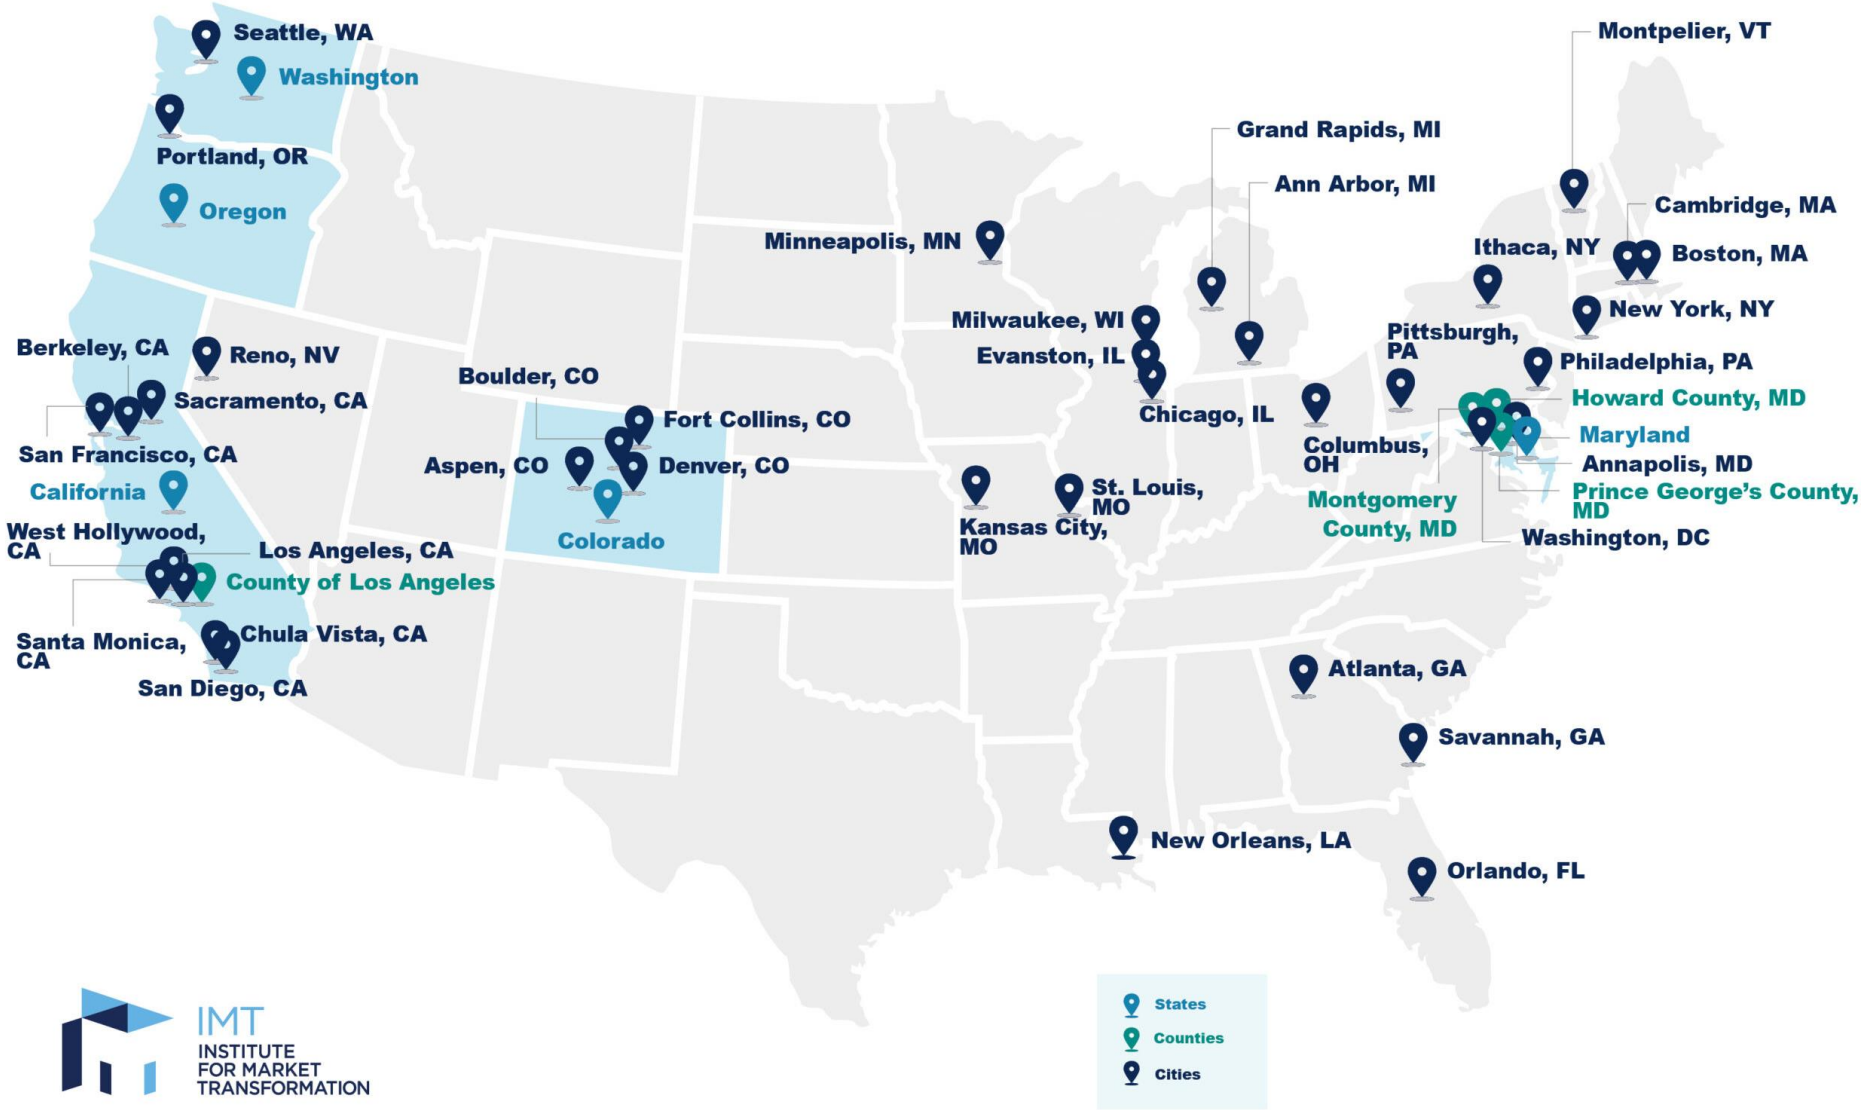 Seattle, WA
Washington
Portland, OR
Oregon
Berkeley, CA
Reno, NV
Sacramento, CA
San Francisco, CA
California
West Hollywood,
CA
Los Angeles, CA
County of Los Angeles
Santa Monica,
CA
Chula Vista, CA
San Diego, CA
Boulder, CO
Fort Collins, CO
Aspen, CO
Denver, CO
Colorado
Minneapolis, MN
Milwaukee, WI
Evanston, IL
Chicago, IL
Kansas City,
MO
St. Louis,
MO
Grand Rapids, MI
Ann Arbor, MI
Columbus,
OH
Pittsburgh,
PA
Montpelier, VT
Cambridge, MA
Ithaca, NY
Boston, MA
New York, NY
Philadelphia, PA
Howard County, MD
Maryland
Annapolis, MD
Prince George's County,
MD
Montgomery
County, MD
Washington, DC
Atlanta, GA
Savannah, GA
New Orleans, LA
Orlando, FL
IMT
INSTITUTE
FOR MARKET
TRANSFORMATION
States
Counties
Cities